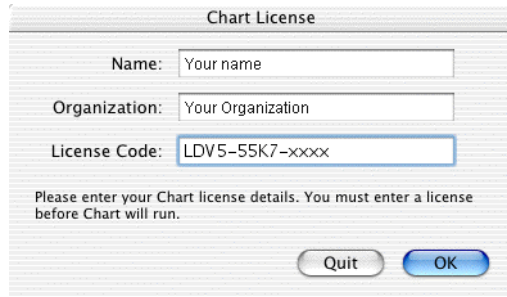 Chart License
Name: Your name
Organization: Your Organization
License Code: LDV5-55K7-xxxx
Please enter your Chart license details. You must enter a license
before Chart will run.
Quit OK